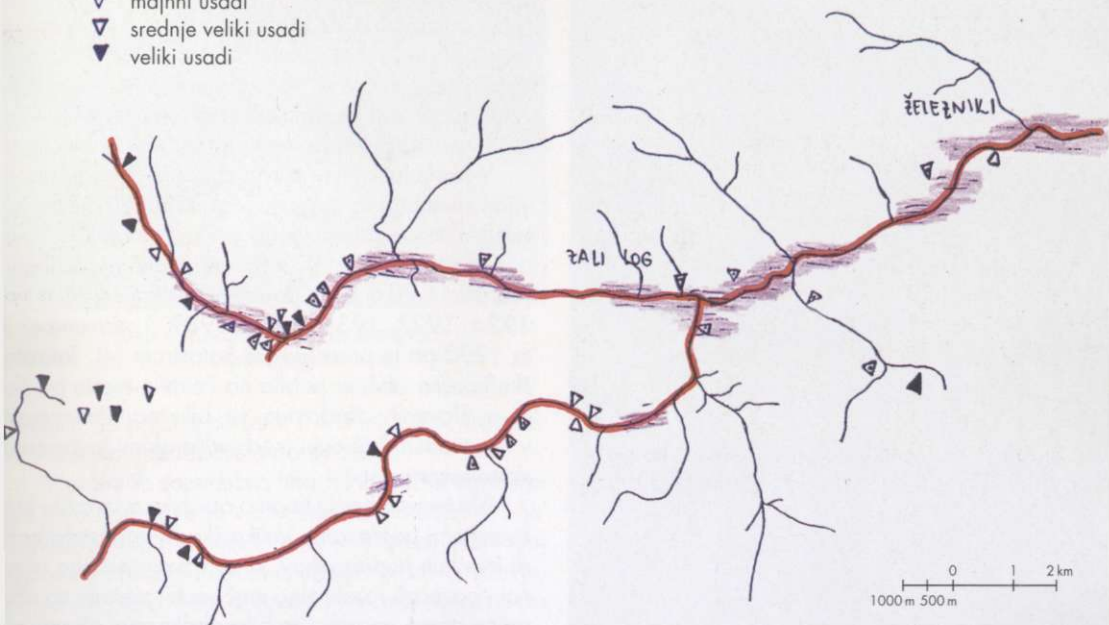 majhni usadi
srednje veliki usadi
veliki usadi
ŽELEZNIKI
ZALI LOG
0 1 2 km
1000 m 500 m